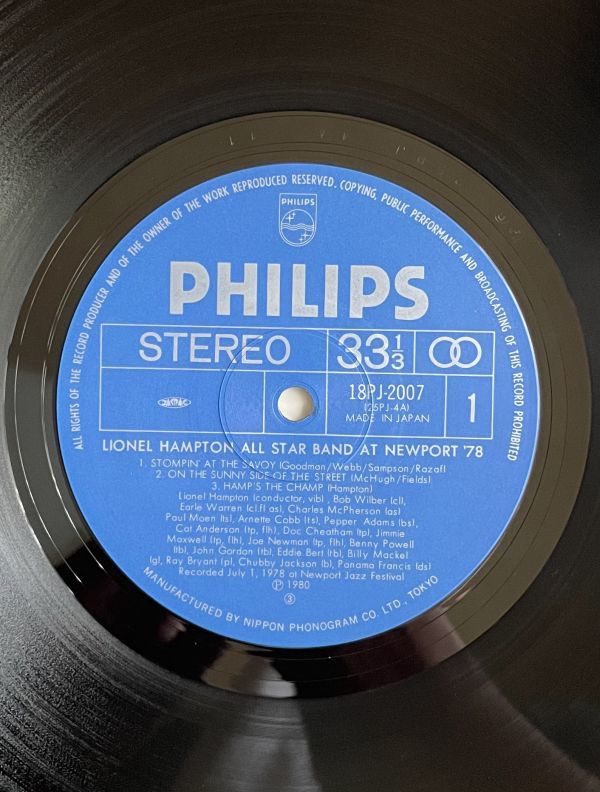 ALL RIGHTS OF THE RECORD PRODUCER AND OF THE OWNER OF THE WORK REPRODUCED RESERVED. COPYING, PUBLIC PERFORMANCE AND BROADCASTING OF THIS RECORD PROHIBITED
PHILIPS
PHILIPS
STEREO 33 1/3
18PJ-2007
(25PJ-4A)
MADE IN JAPAN
1
LIONEL HAMPTON ALL STAR BAND AT NEWPORT '78
1. STOMPIN' AT THE SAVOY (Goodman/Webb/Sampson/Razaf)
2. ON THE SUNNY SIDE OF THE STREET (McHugh/Fields)
3. HAMP'S THE CHAMP (Hampton)
Lionel Hampton (conductor, vib), Bob Wilber (cl),
Earle Warren (cl,fl as), Charles McPherson (as)
Paul Moen (ts), Arnette Cobb (ts), Pepper Adams (bs),
Cat Anderson (tp, flh), Doc Cheatham (tp), Jimmie
Maxwell (tp, flh), Joe Newman (tp, flh), Benny Powell
(tb), John Gordon (tb), Eddie Bert (tb), Billy Mackel
(g), Ray Bryant (p), Chubby Jackson (b), Panama Francis (ds)
Recorded July 1, 1978 at Newport Jazz Festival
Ⓟ 1980
③
MANUFACTURED BY NIPPON PHONOGRAM CO. LTD., TOKYO